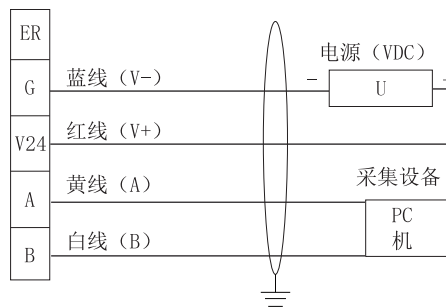 ER
电源（VDC）
蓝线（V-）
G
－
U
红线（V+）
V24
采集设备
黄线（A）
A
PC
机
白线（B）
B